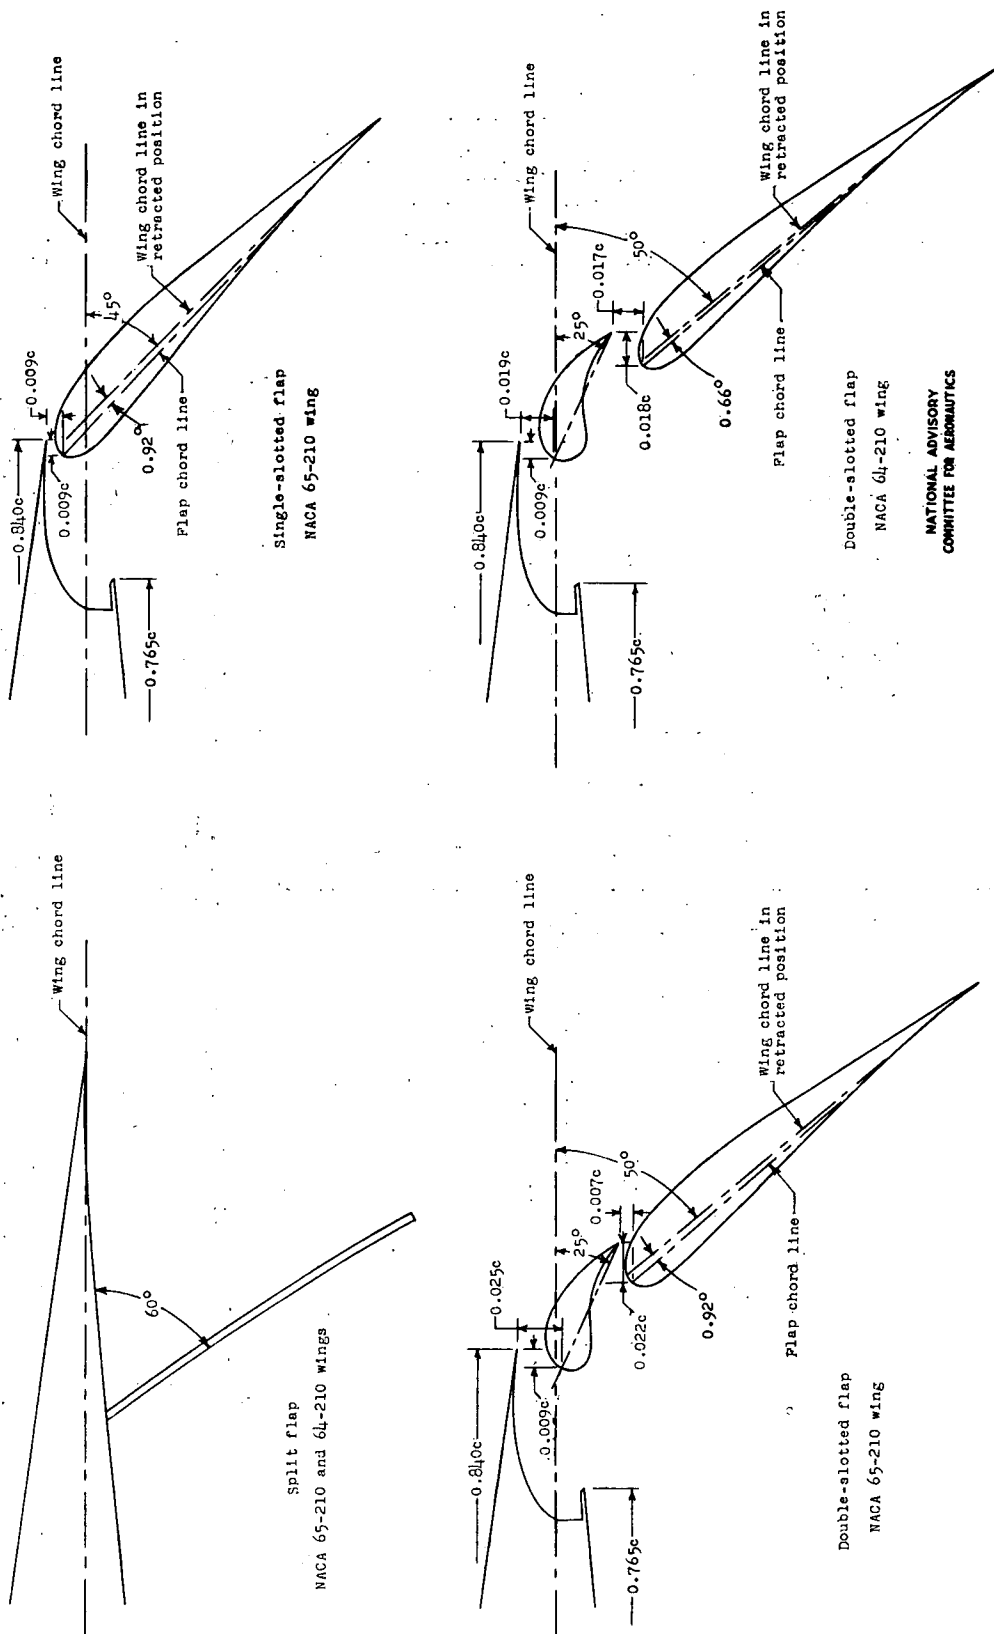 Wing chord line
60°
Split flap
NACA 65-210 and 64-210 wings
0.840c
0.009c
0.009c
Wing chord line
45°
Wing chord line in
retracted position
0.92°
Flap chord line
0.765c
Single-slotted flap
NACA 65-210 wing
0.840c
0.025c
0.009c
Wing chord line
25°
50°
0.007c
0.022c
0.92°
Wing chord line in
retracted position
Flap chord line
0.765c
Double-slotted flap
NACA 65-210 wing
0.840c
0.019c
0.009c
Wing chord line
25°
50°
0.017c
0.018c
0.66°
Wing chord line in
retracted position
Flap chord line
0.765c
Double-slotted flap
NACA 64-210 wing
NATIONAL ADVISORY
COMMITTEE FOR AERONAUTICS